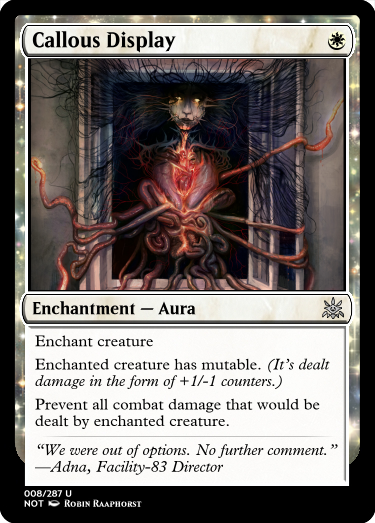 Callous Display
Enchantment — Aura
Enchant creature
Enchanted creature has mutable. (It's dealt
damage in the form of +1/-1 counters.)
Prevent all combat damage that would be
dealt by enchanted creature.
“We were out of options. No further comment.”
—Adna, Facility-83 Director
008/287 U
NOT Robin Raaphorst